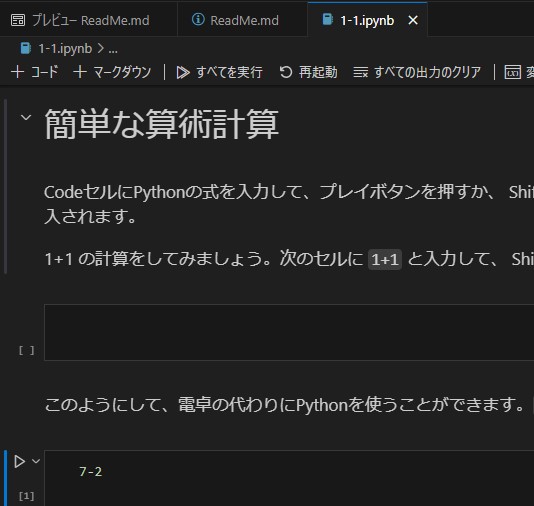 プレビュー ReadMe.md ReadMe.md 1-1.ipynb
1-1.ipynb > ...
コード マークダウン すべてを実行 再起動 すべての出力のクリア 変
簡単な算術計算
CodeセルにPythonの式を入力して、プレイボタンを押すか、 Shif
入されます。
1+1 の計算をしてみましょう。次のセルに 1+1 と入力して、 Shi
[ ]
このようにして、電卓の代わりにPythonを使うことができます。
7-2
[1]